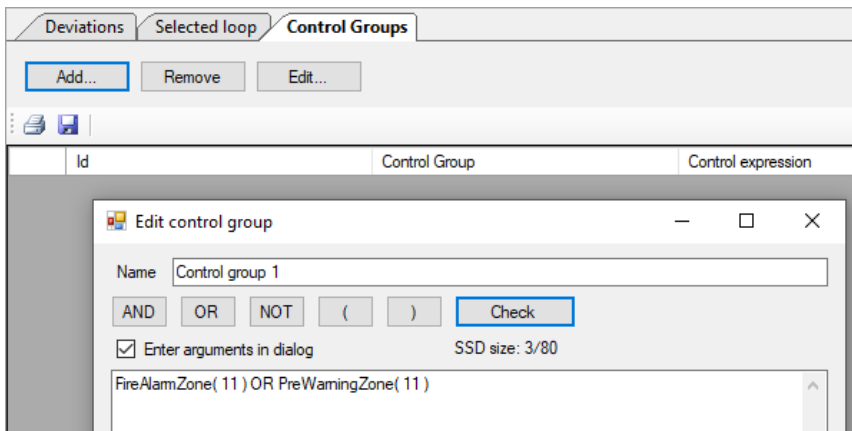 Deviations Selected loop Control Groups
Add... Remove Edit...
Id Control Group Control expression
Edit control group
Name Control group 1
AND OR NOT ( ) Check
Enter arguments in dialog SSD size: 3/80
FireAlarmZone( 11 ) OR PreWarningZone( 11 )